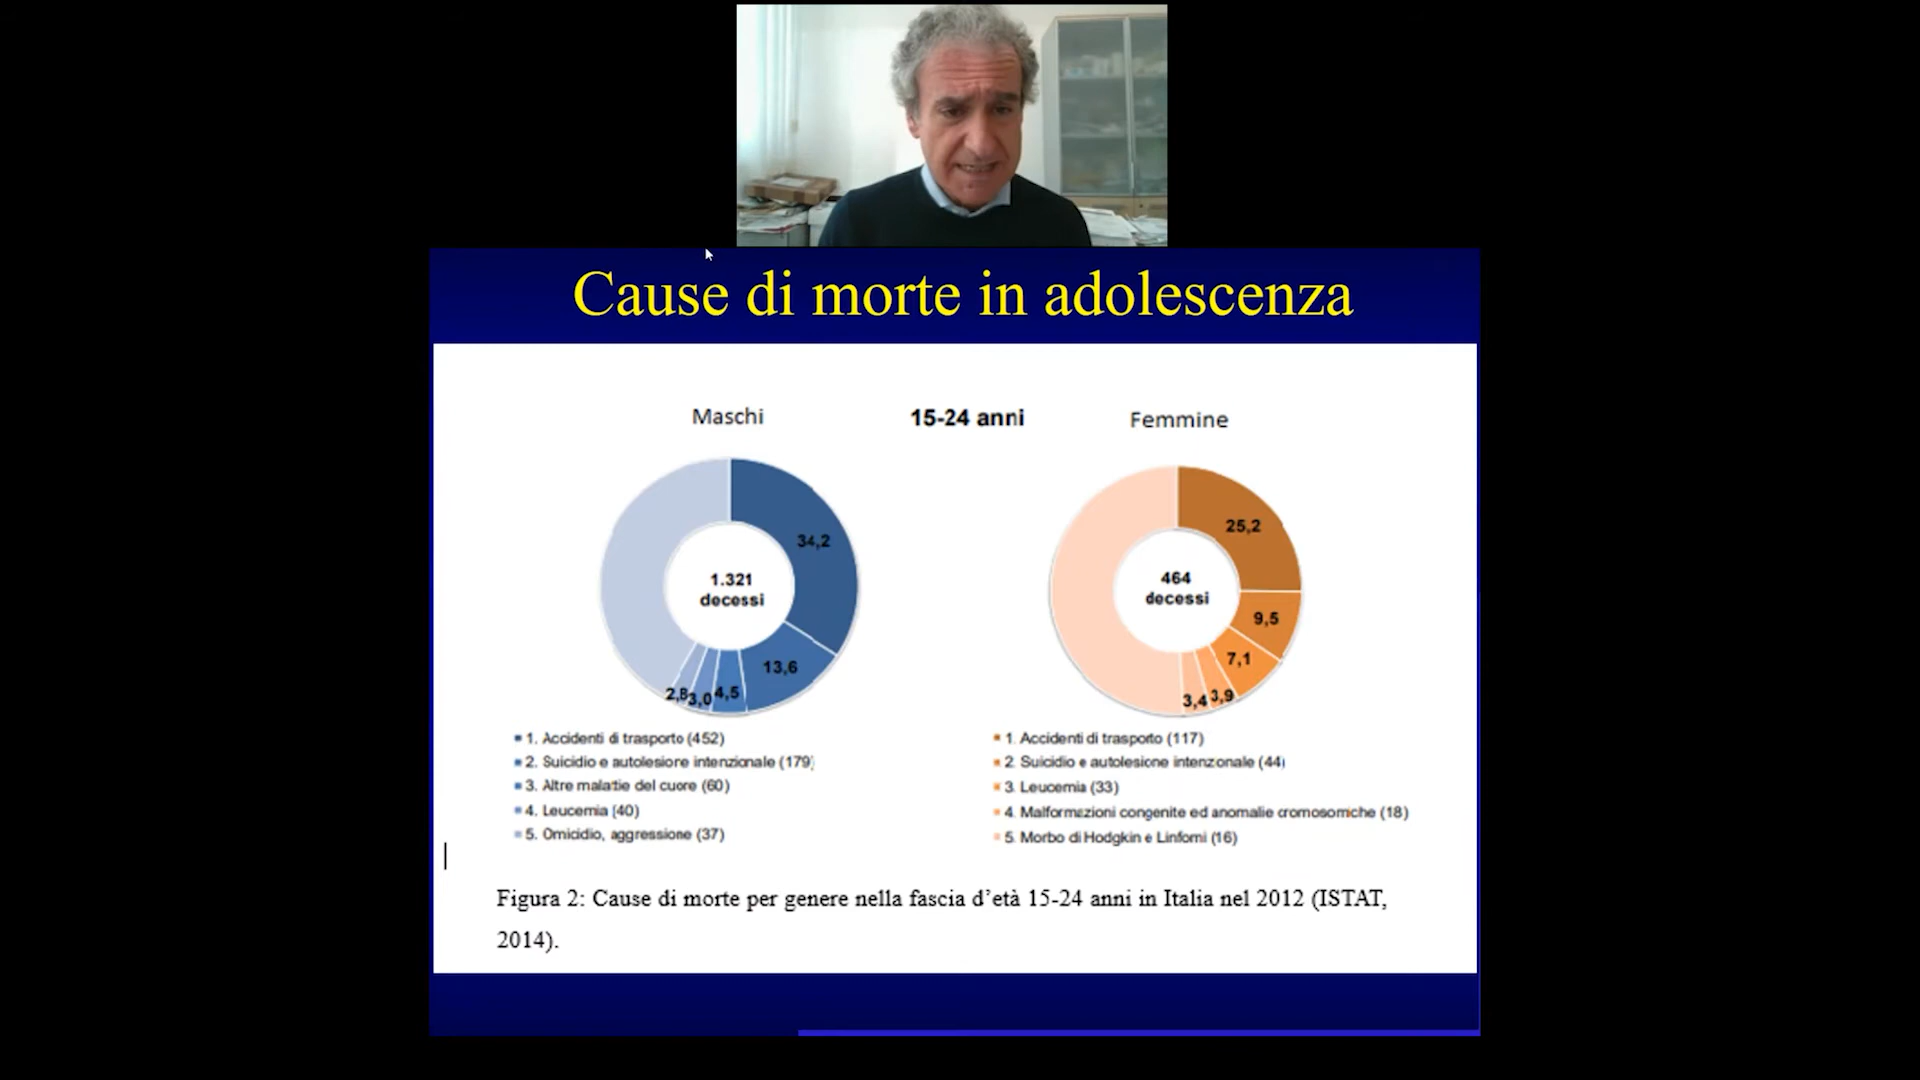 Cause di morte in adolescenza
Maschi
15-24 anni
Femmine
34,2
13,6
4,5
3,0
2,8
1.321
decessi
25,2
9,5
7,1
3,9
3,4
464
decessi
1. Accidenti di trasporto (452)
2. Suicidio e autolesione intenzionale (179)
3. Altre malattie del cuore (60)
4. Leucemia (40)
5. Omicidio, aggressione (37)
1. Accidenti di trasporto (117)
2. Suicidio e autolesione intenzionale (44)
3. Leucemia (33)
4. Malformazioni congenite ed anomalie cromosomiche (18)
5. Morbo di Hodgkin e Linfomi (16)
Figura 2: Cause di morte per genere nella fascia d’età 15-24 anni in Italia nel 2012 (ISTAT,
2014).